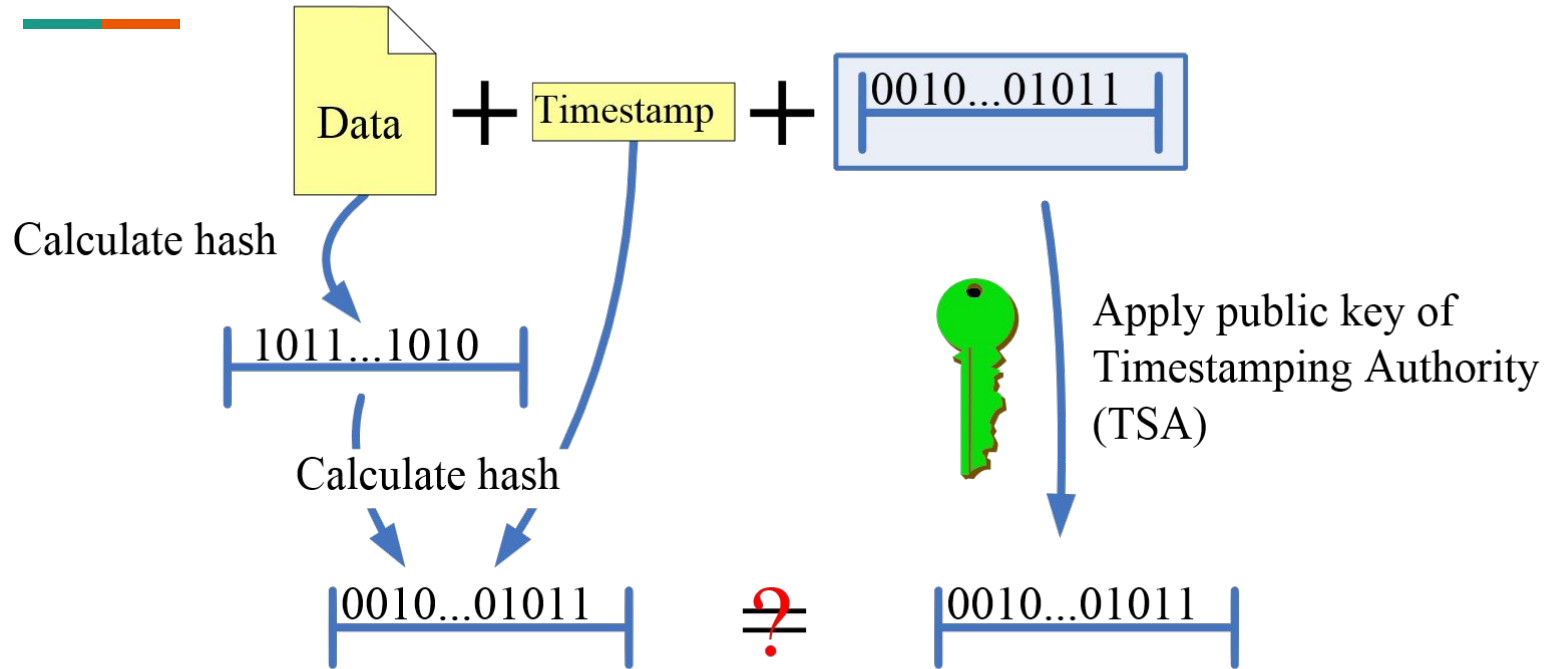 Data
+
Timestamp
+
0010...01011
Calculate hash
1011...1010
Apply public key of
Timestamping Authority
(TSA)
Calculate hash
0010...01011
=
?
0010...01011